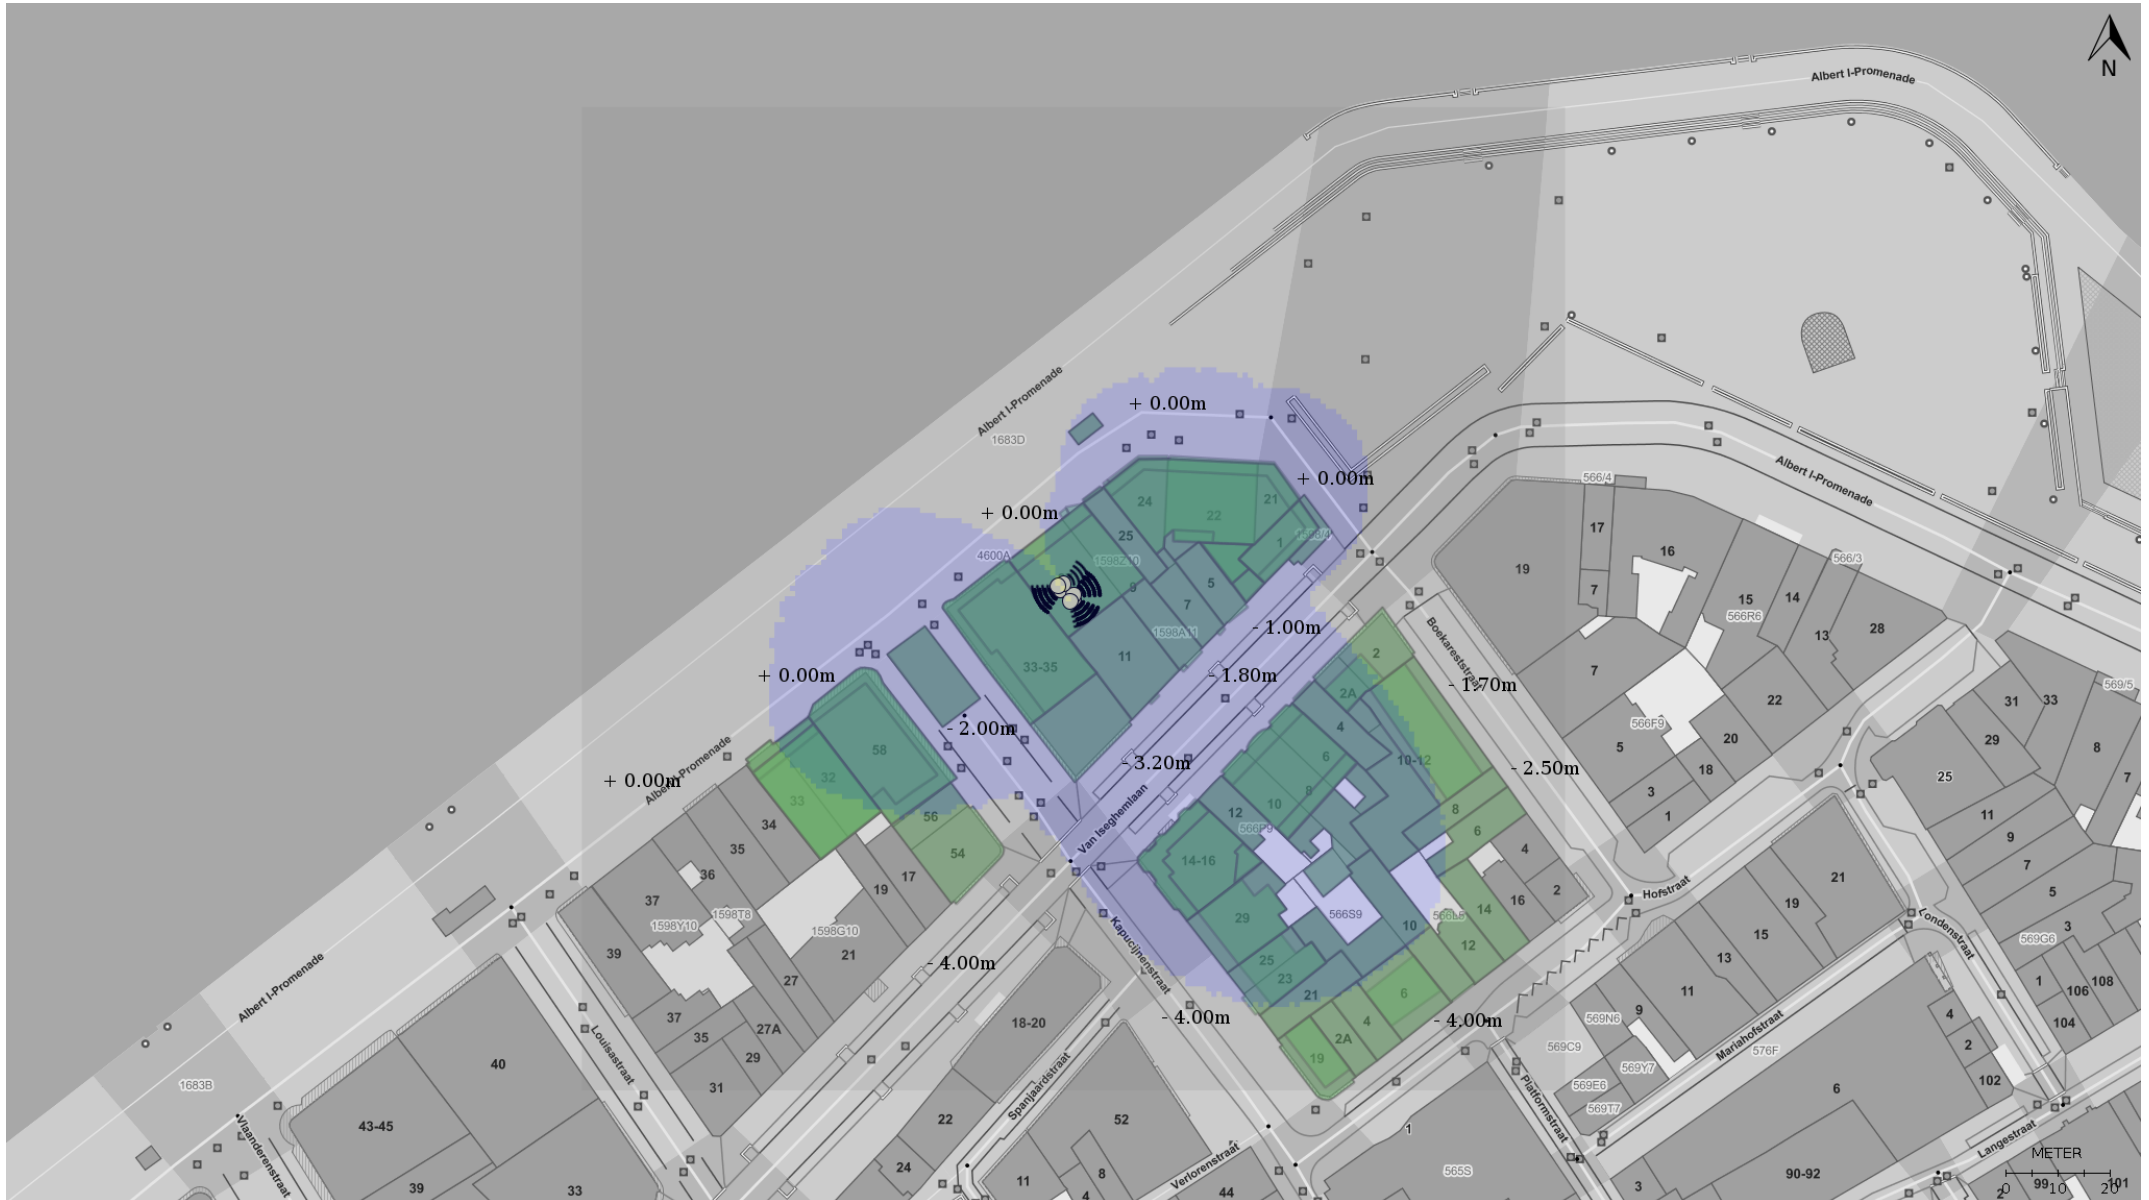 Albert I-Promenade
N
Albert I-Promenade
+ 0.00m
1683D
+ 0.00m
Albert I-Promenade
566/4
24
21
22
+ 0.00m
17
16
25
1
1598Z10
4600A
566/3
19
7
15
14
9
5
7
566R6
28
13
1598A11
- 1.00m
Boekareststraat
11
2
33-35
7
+ 0.00m
- 1.80m
- 1.70m
2A
22
31
33
569/5
566F9
4
- 2.00m
20
29
8
58
5
6
10-12
Albert I-Promenade
- 3.20m
- 2.50m
18
25
7
+ 0.00m
32
8
3
33
10
12
8
11
34
56
Van Iseghemlaan
1
6
9
35
54
14-16
4
7
36
17
21
19
2
5
Hofstraat
37
29
566S9
14
16
19
1598T8
1598Y10
1598G10
10
3
Londenstraat
15
39
21
12
569G6
- 4.00m
Kapucijnenstraat
25
13
Albert I-Promenade
27
23
21
6
11
1
108
106
37
9
4
18-20
- 4.00m
4
- 4.00m
569N6
104
27A
35
2A
Mariahofstraat
2
29
19
569C9
576F
Louisastraat
40
569Y7
102
1683B
31
Spanjaardstraat
569E6
6
Platformstraat
569T7
43-45
Vlaanderenstraat
22
52
1
Langestraat
METER
24
Verlorenstraat
565S
8
90-92
39
33
11
4
44
3
2
99
101
0
10
20